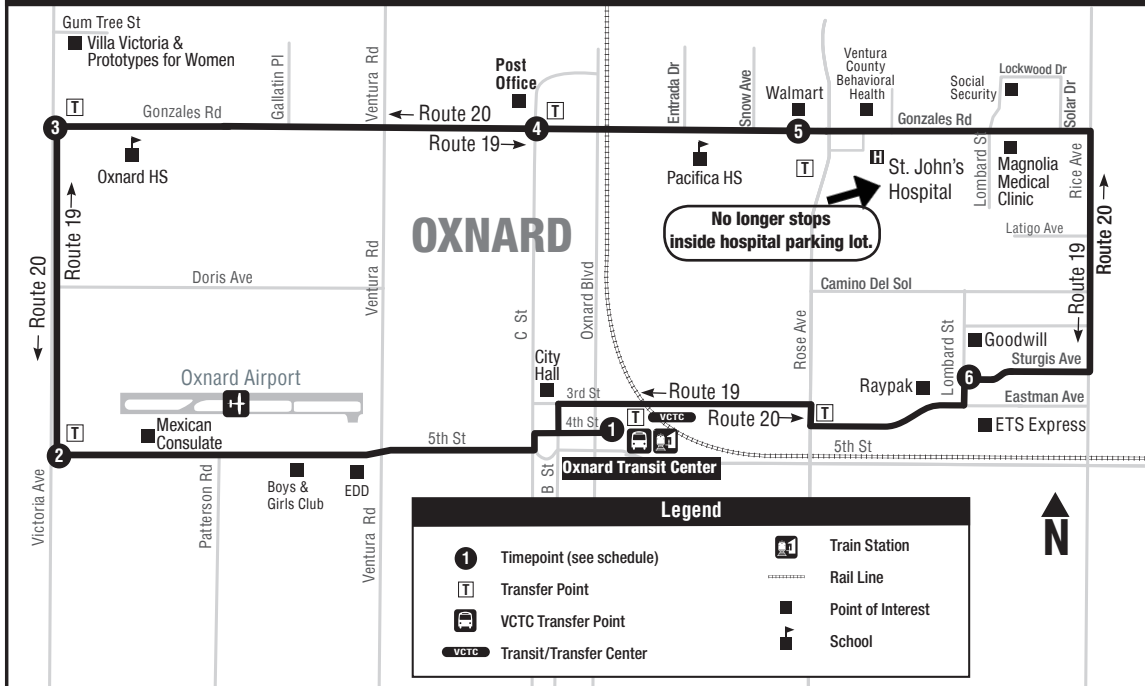 Gum Tree St
Villa Victoria &
Prototypes for Women
T
Gonzales Rd
3
Oxnard HS
Gallatin Pl
Ventura Rd
← Route 20
Route 19→
Post
Office
T
4
Entrada Dr
Snow Ave
Walmart
5
T
Pacifica HS
Ventura
County
Behavioral
Health
Gonzales Rd
H
St. John's
Hospital
No longer stops
inside hospital parking lot.
Social
Security
Lockwood Dr
Solar Dr
Lombard St
Magnolia
Medical
Clinic
Rice Ave
Latigo Ave
Route 20 →
← Route 19
← Route 20
Route 19 →
OXNARD
Doris Ave
Ventura Rd
C St
Oxnard Blvd
Rose Ave
Camino Del Sol
Lombard St
Goodwill
Sturgis Ave
6
Raypak
Eastman Ave
ETS Express
Oxnard Airport
Mexican
Consulate
T
2
5th St
Victoria Ave
Patterson Rd
Boys &
Girls Club
EDD
Ventura Rd
City
Hall
3rd St
4th St
1
T
VCTC
← Route 19
Route 20 →
T
5th St
B St
Oxnard Transit Center
N
Legend
1
Timepoint (see schedule)
T
Transfer Point
VCTC Transfer Point
VCTC
Transit/Transfer Center
Train Station
Rail Line
Point of Interest
School